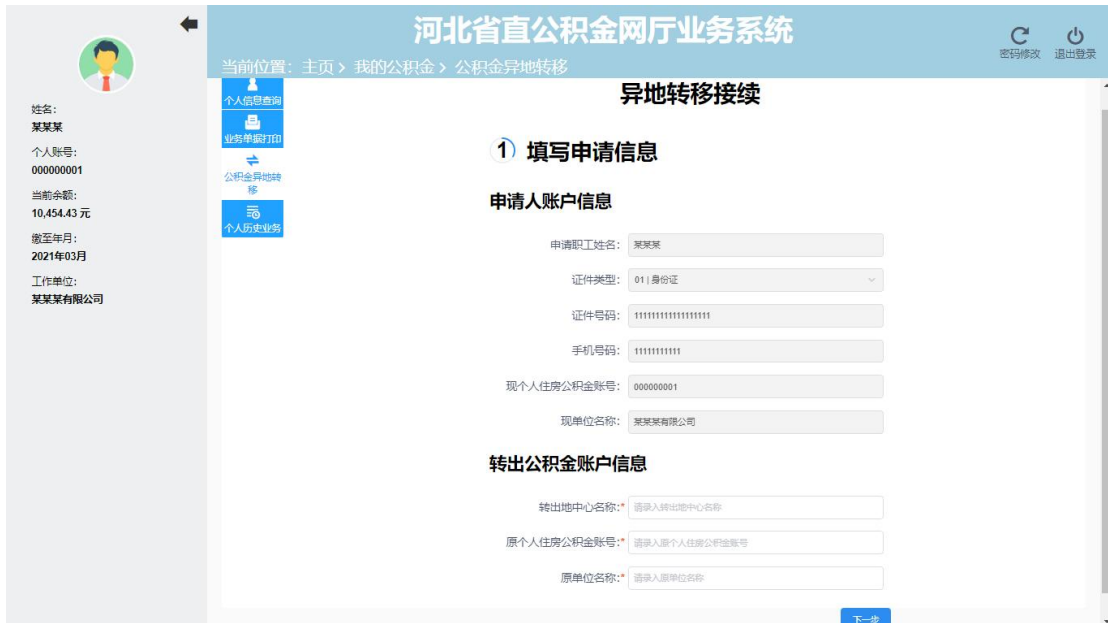 河北省直公积金网厅业务系统
密码修改
退出登录
当前位置: 主页 > 我的公积金 > 公积金异地转移
姓名:
某某某
个人账号:
000000001
当前余额:
10,454.43 元
缴至年月:
2021年03月
工作单位:
某某某有限公司
个人信息查询
业务单据打印
公积金异地转
移
个人历史业务
异地转移接续
1 填写申请信息
申请人账户信息
申请职工姓名: 某某某
证件类型: 01 | 身份证
证件号码: 111111111111111111
手机号码: 11111111111
现个人住房公积金账号: 000000001
现单位名称: 某某某有限公司
转出公积金账户信息
转出地中心名称:* 请录入转出地中心名称
原个人住房公积金账号:* 请录入原个人住房公积金账号
原单位名称:* 请录入原单位名称
下一步